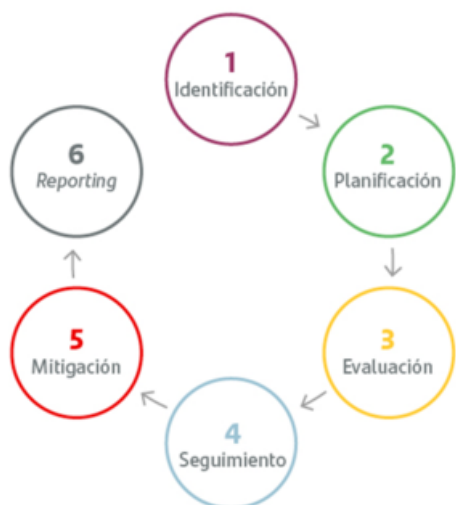 1
Identificación
2
Planificación
3
Evaluación
4
Seguimiento
5
Mitigación
6
Reporting